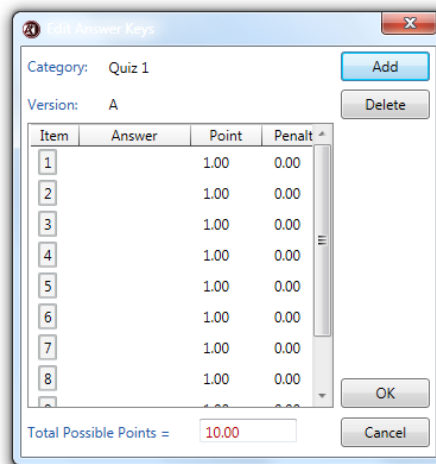 Edit Answer Keys
Category: Quiz 1
Add
Version: A
Delete
Item Answer Point Penalt
1 1.00 0.00
2 1.00 0.00
3 1.00 0.00
4 1.00 0.00
5 1.00 0.00
6 1.00 0.00
7 1.00 0.00
8 1.00 0.00
OK
Total Possible Points = 10.00
Cancel